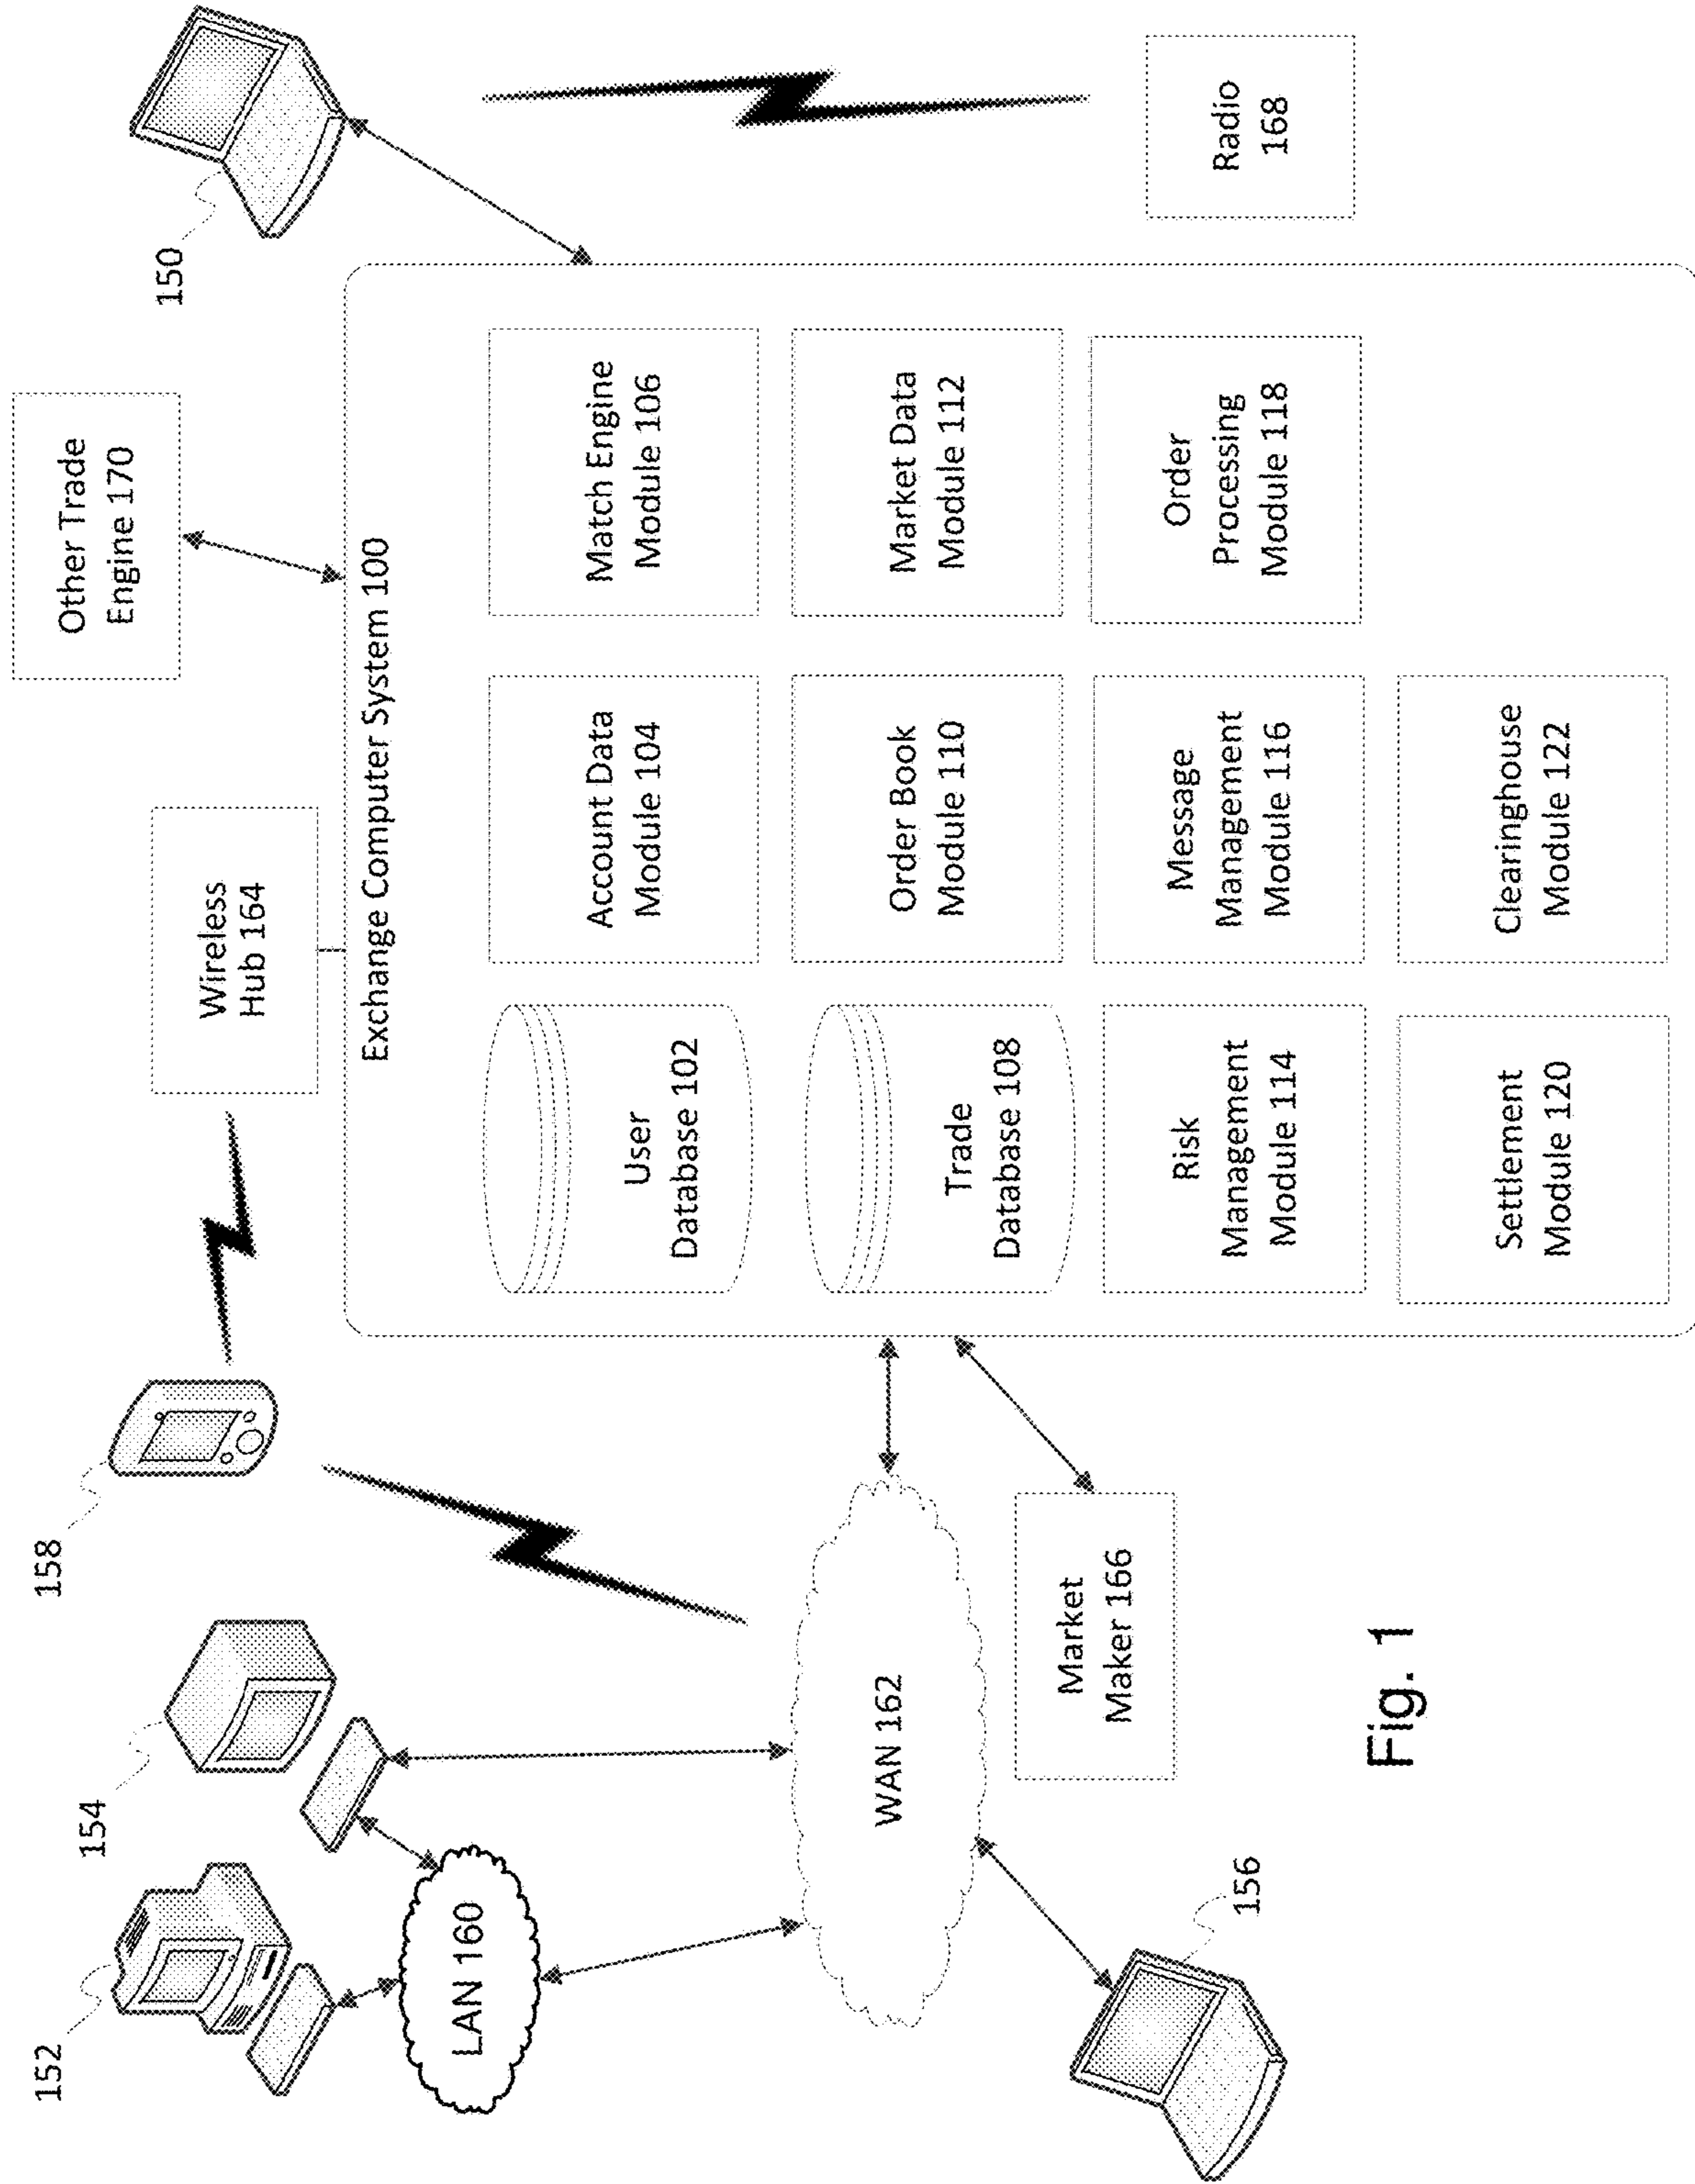 152
154
158
Wireless
Hub 164
Other Trade
Engine 170
150
Exchange Computer System 100
LAN 160
User
Database 102
Account Data
Module 104
Match Engine
Module 106
WAN 162
Trade
Database 108
Order Book
Module 110
Market Data
Module 112
Market
Maker 166
Risk
Management
Module 114
Message
Management
Module 116
Order
Processing
Module 118
Radio
168
156
Settlement
Module 120
Clearinghouse
Module 122
Fig. 1